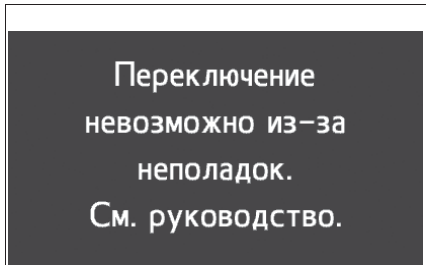 Переключение
невозможно из-за
неполадок.
См. руководство.